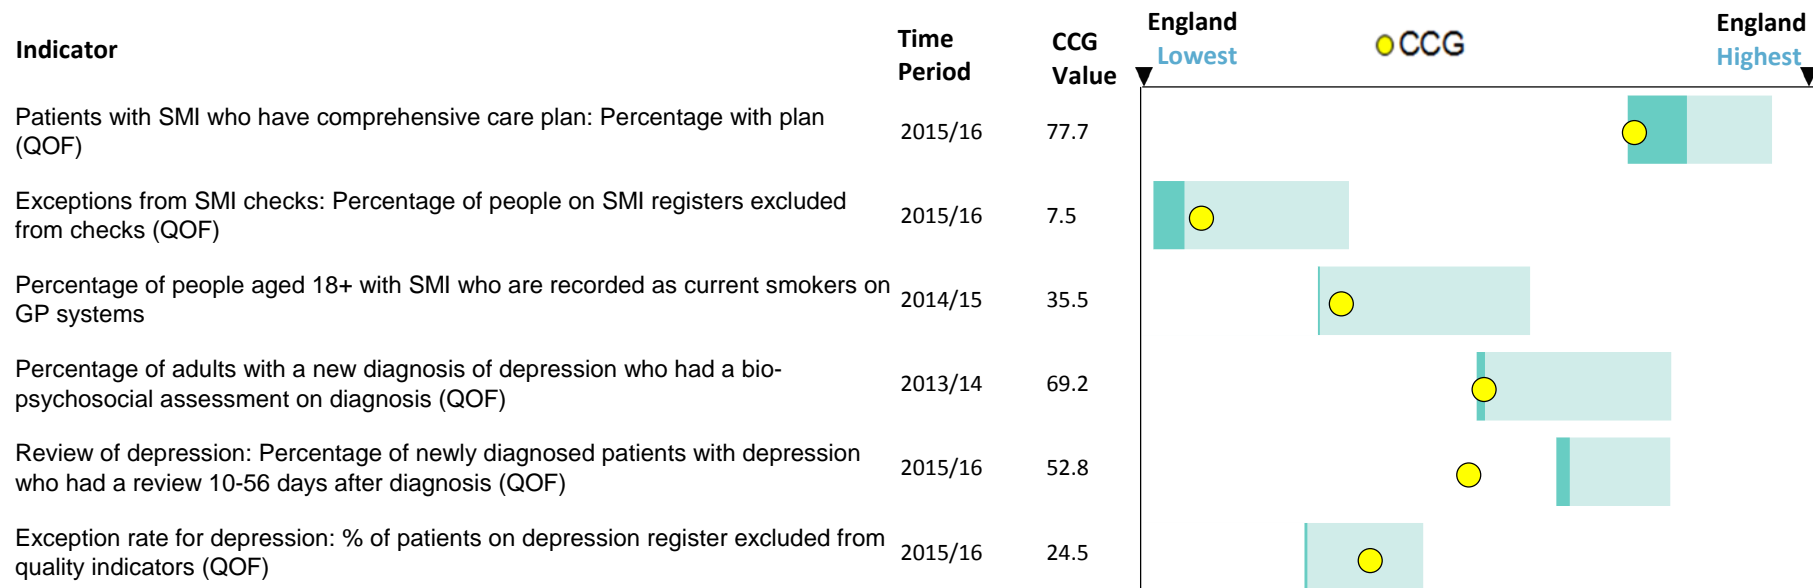 Indicator
Time
Period
CCG
Value
England
Lowest
CCG
England
Highest
Patients with SMI who have comprehensive care plan: Percentage with plan
(QOF)
2015/16
77.7
Exceptions from SMI checks: Percentage of people on SMI registers excluded
from checks (QOF)
2015/16
7.5
Percentage of people aged 18+ with SMI who are recorded as current smokers on
GP systems
2014/15
35.5
Percentage of adults with a new diagnosis of depression who had a bio-
psychosocial assessment on diagnosis (QOF)
2013/14
69.2
Review of depression: Percentage of newly diagnosed patients with depression
who had a review 10-56 days after diagnosis (QOF)
2015/16
52.8
Exception rate for depression: % of patients on depression register excluded from
quality indicators (QOF)
2015/16
24.5